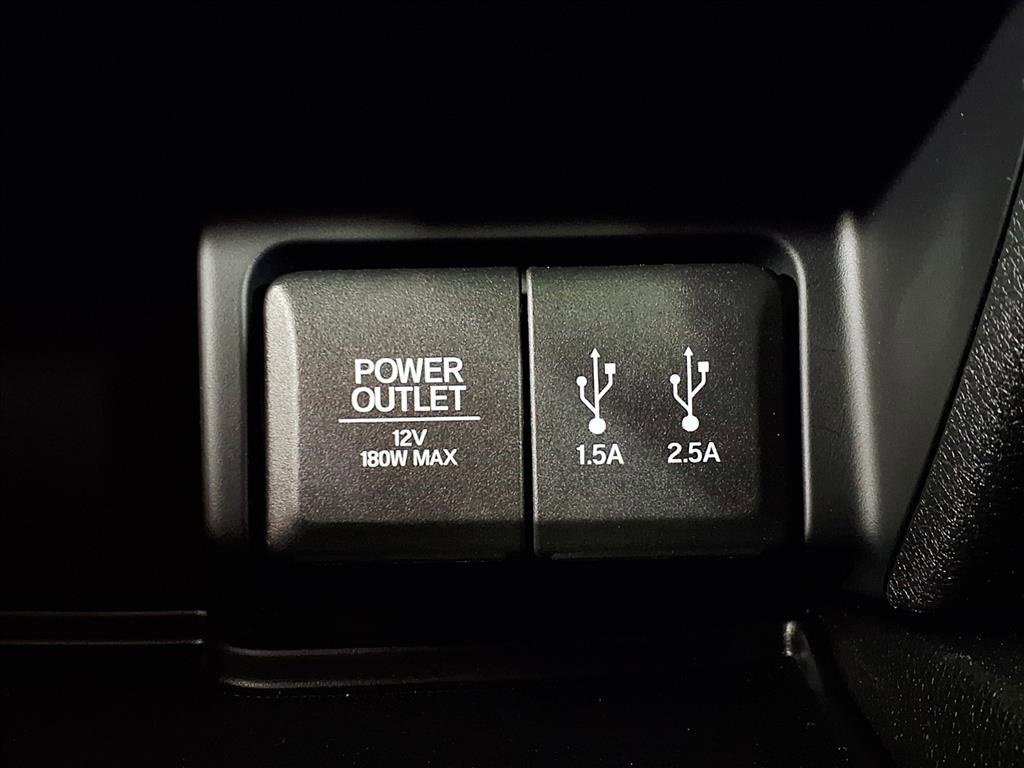 POWER
OUTLET
12V
180W MAX
1.5A 2.5A